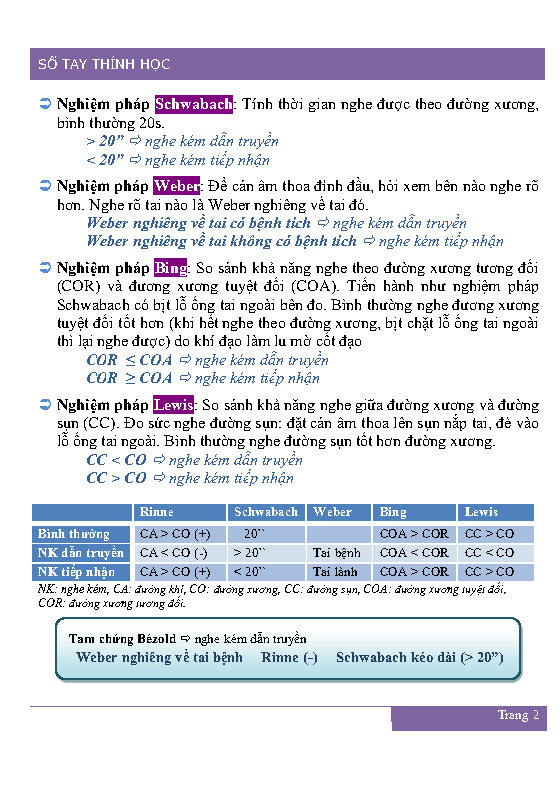 SỔ TAY THÍNH HỌC
➲ Nghiệm pháp Schwabach: Tính thời gian nghe được theo đường xương,
bình thường 20s.
> 20” ➩ nghe kém dẫn truyền
< 20” ➩ nghe kém tiếp nhận
➲ Nghiệm pháp Weber: Để cán âm thoa đỉnh đầu, hỏi xem bên nào nghe rõ
hơn. Nghe rõ tai nào là Weber nghiêng về tai đó.
Weber nghiêng về tai có bệnh tích ➩ nghe kém dẫn truyền
Weber nghiêng về tai không có bệnh tích ➩ nghe kém tiếp nhận
➲ Nghiệm pháp Bing: So sánh khả năng nghe theo đường xương tương đối
(COR) và đương xương tuyệt đối (COA). Tiến hành như nghiệm pháp
Schwabach có bịt lỗ ống tai ngoài bên đo. Bình thường nghe đương xương
tuyệt đối tốt hơn (khi hết nghe theo đường xương, bịt chặt lỗ ống tai ngoài
thì lại nghe được) do khí đạo làm lu mờ cốt đạo
COR ≤ COA ➩ nghe kém dẫn truyền
COR ≥ COA ➩ nghe kém tiếp nhận
➲ Nghiệm pháp Lewis: So sánh khả năng nghe giữa đường xương và đường
sụn (CC). Đo sức nghe đường sụn: đặt cán âm thoa lên sụn nắp tai, đè vào
lỗ ống tai ngoài. Bình thường nghe đường sụn tốt hơn đường xương.
CC < CO ➩ nghe kém dẫn truyền
CC > CO ➩ nghe kém tiếp nhận
Rinne Schwabach Weber Bing Lewis
Bình thường CA > CO (+) 20`` COA > COR CC > CO
NK dẫn truyền CA < CO (-) > 20`` Tai bệnh COA < COR CC < CO
NK tiếp nhận CA > CO (+) < 20`` Tai lành COA > COR CC > CO
NK: nghe kém, CA: đường khí, CO: đường xương, CC: đường sụn, COA: đường xương tuyệt đối,
COR: đường xương tương đối.
Tam chứng Bézold ➩ nghe kém dẫn truyền
Weber nghiêng về tai bệnh Rinne (-) Schwabach kéo dài (> 20”)
Trang 2